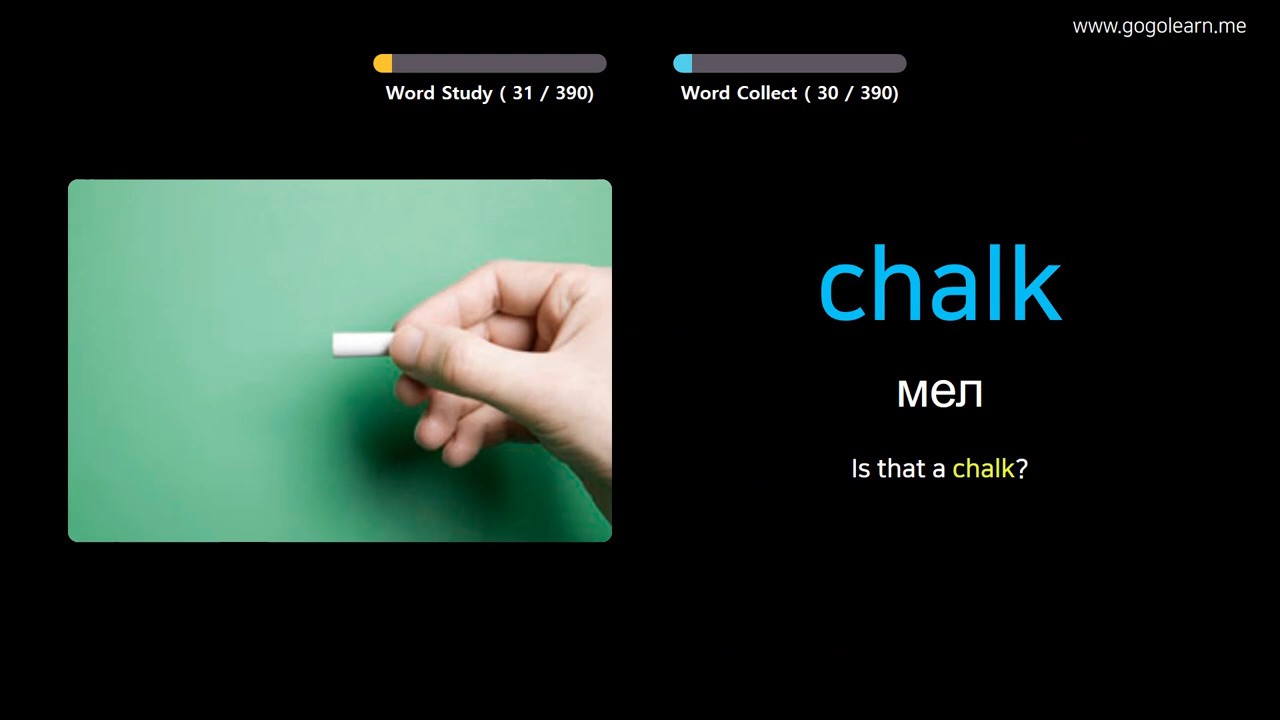 www.gogolearn.me
Word Study ( 31 / 390)
Word Collect ( 30 / 390)
chalk
мел
Is that a chalk?